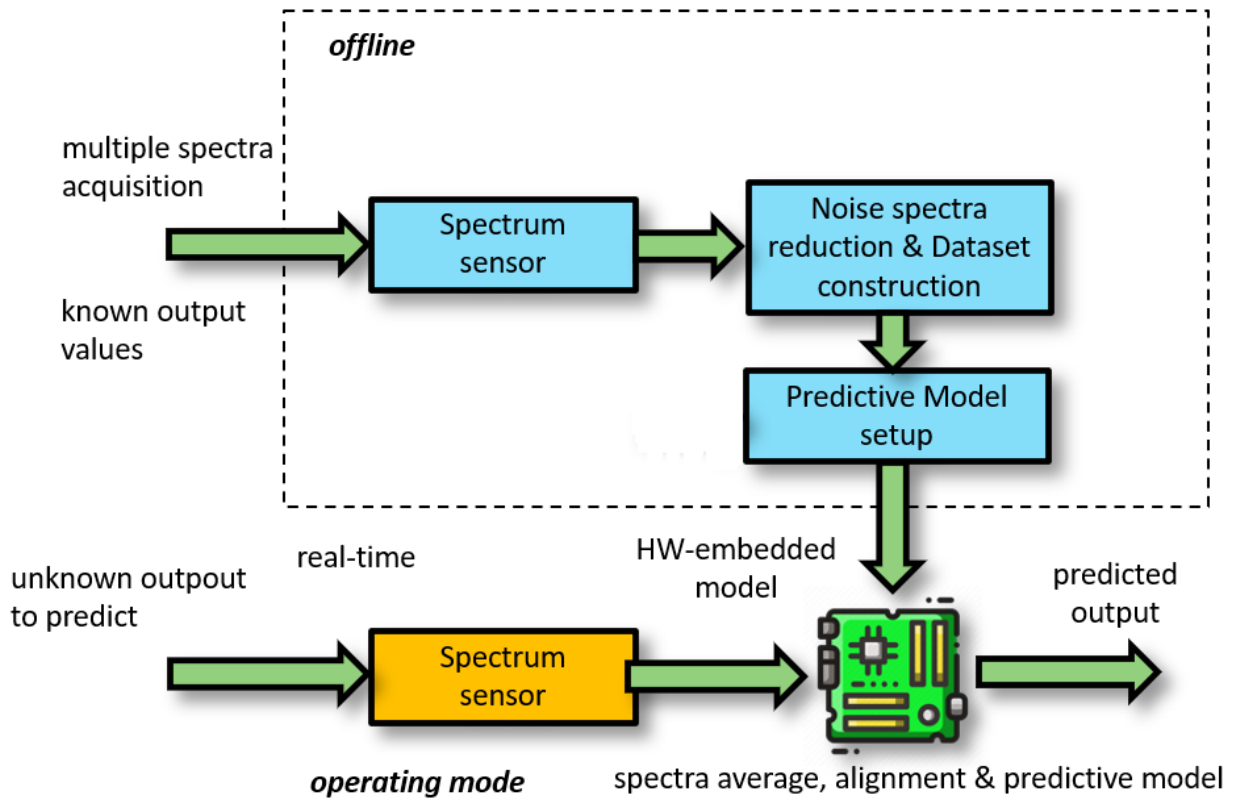 offline
multiple spectra
acquisition
Spectrum
sensor
Noise spectra
reduction & Dataset
construction
known output
values
Predictive Model
setup
real-time
HW-embedded
model
unknown outpout
to predict
predicted
output
Spectrum
sensor
operating mode
spectra average, alignment & predictive model